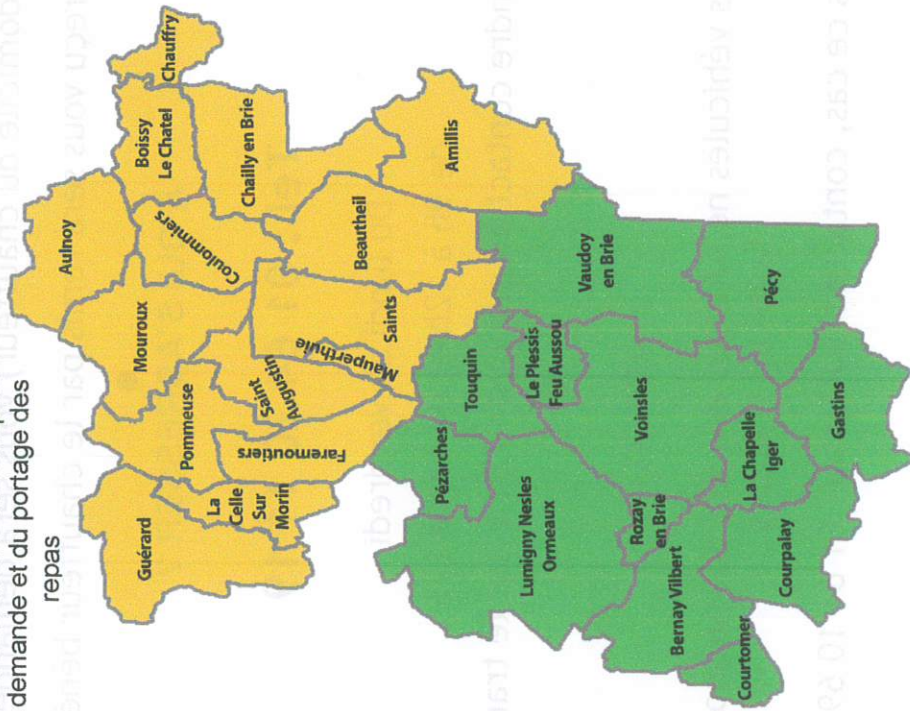 demande et du portage des
repas
Aulnoy
Mouroux
Boissy
Le Chatel
Chauffry
Coulommiers
Chailly en Brie
Guérard
Pommeuse
La
Celle
Sur
Morin
Saint
Augustin
Faremoutiers
Mauperthuie
Saints
Beautheil
Amillis
Pézarches
Touquin
Le Plessis
Feu Aussou
Vaudoy
en Brie
Lumigny Nesles
Ormeaux
Voinsles
Rozay
en Brie
Bernay Vilbert
La Chapelle
Iger
Pécy
Courtomer
Courpalay
Gastins